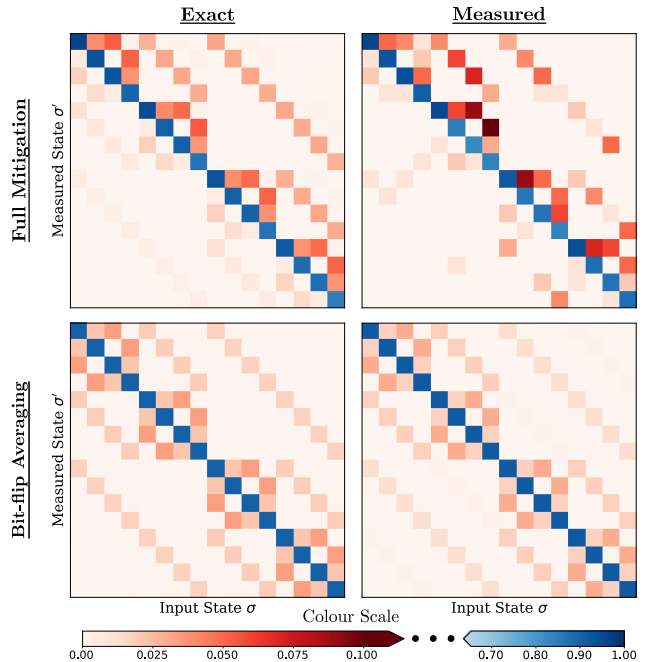 Exact
Measured
Full Mitigation
Measured State σ′
Bit-flip Averaging
Measured State σ′
Input State σ
Input State σ
Colour Scale
0.00 0.025 0.050 0.075 0.100 • • • 0.70 0.80 0.90 1.00